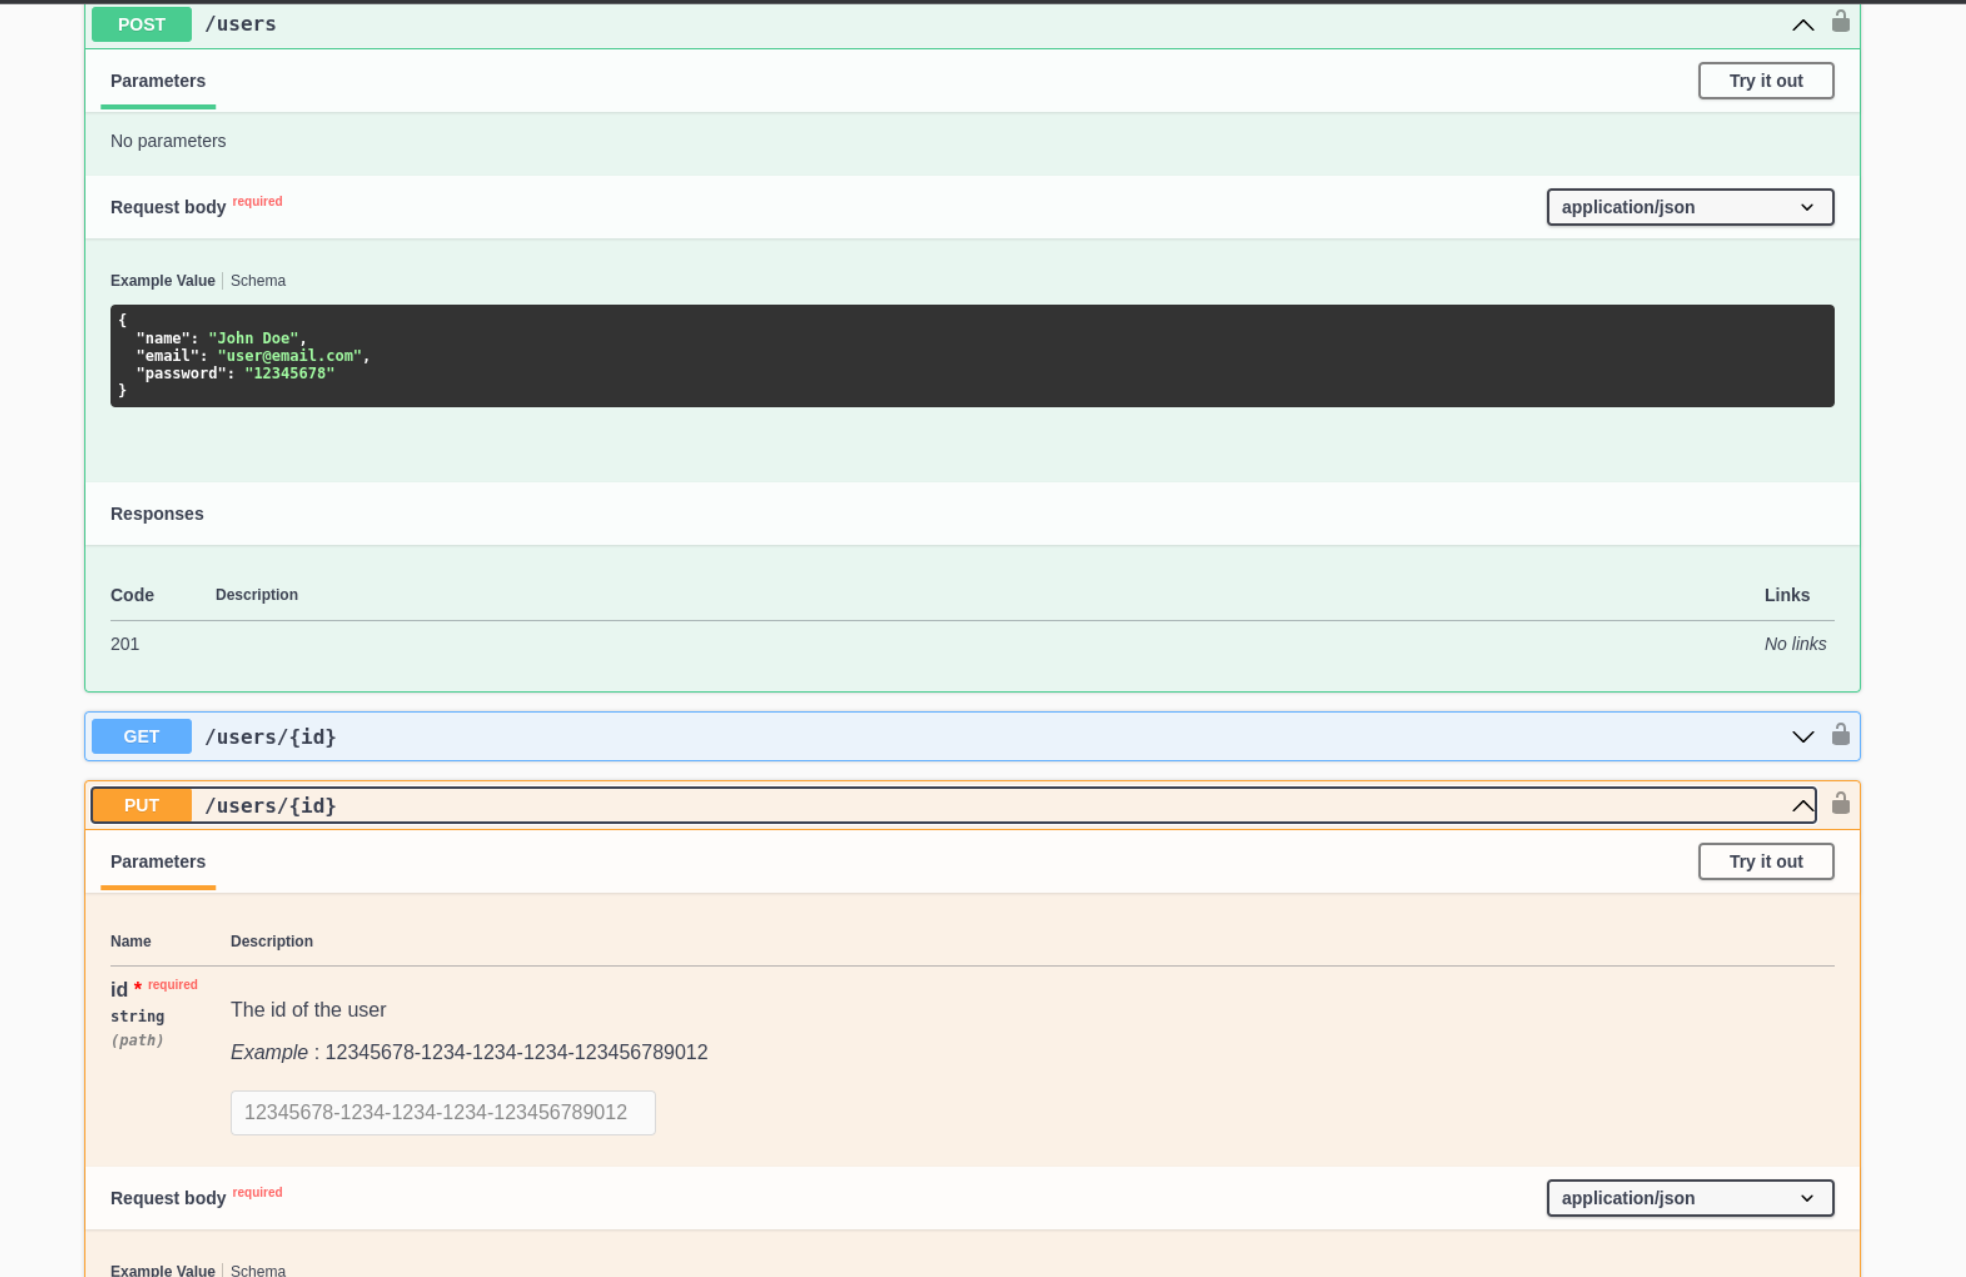 POST /users
Parameters Try it out
No parameters
Request body required application/json
Example Value Schema
{
"name": "John Doe",
"email": "user@email.com",
"password": "12345678"
}
Responses
Code Description Links
201 No links
GET /users/{id}
PUT /users/{id}
Parameters Try it out
Name Description
id * required
string
(path)
The id of the user
Example : 12345678-1234-1234-1234-123456789012
12345678-1234-1234-1234-123456789012
Request body required application/json
Example Value Schema